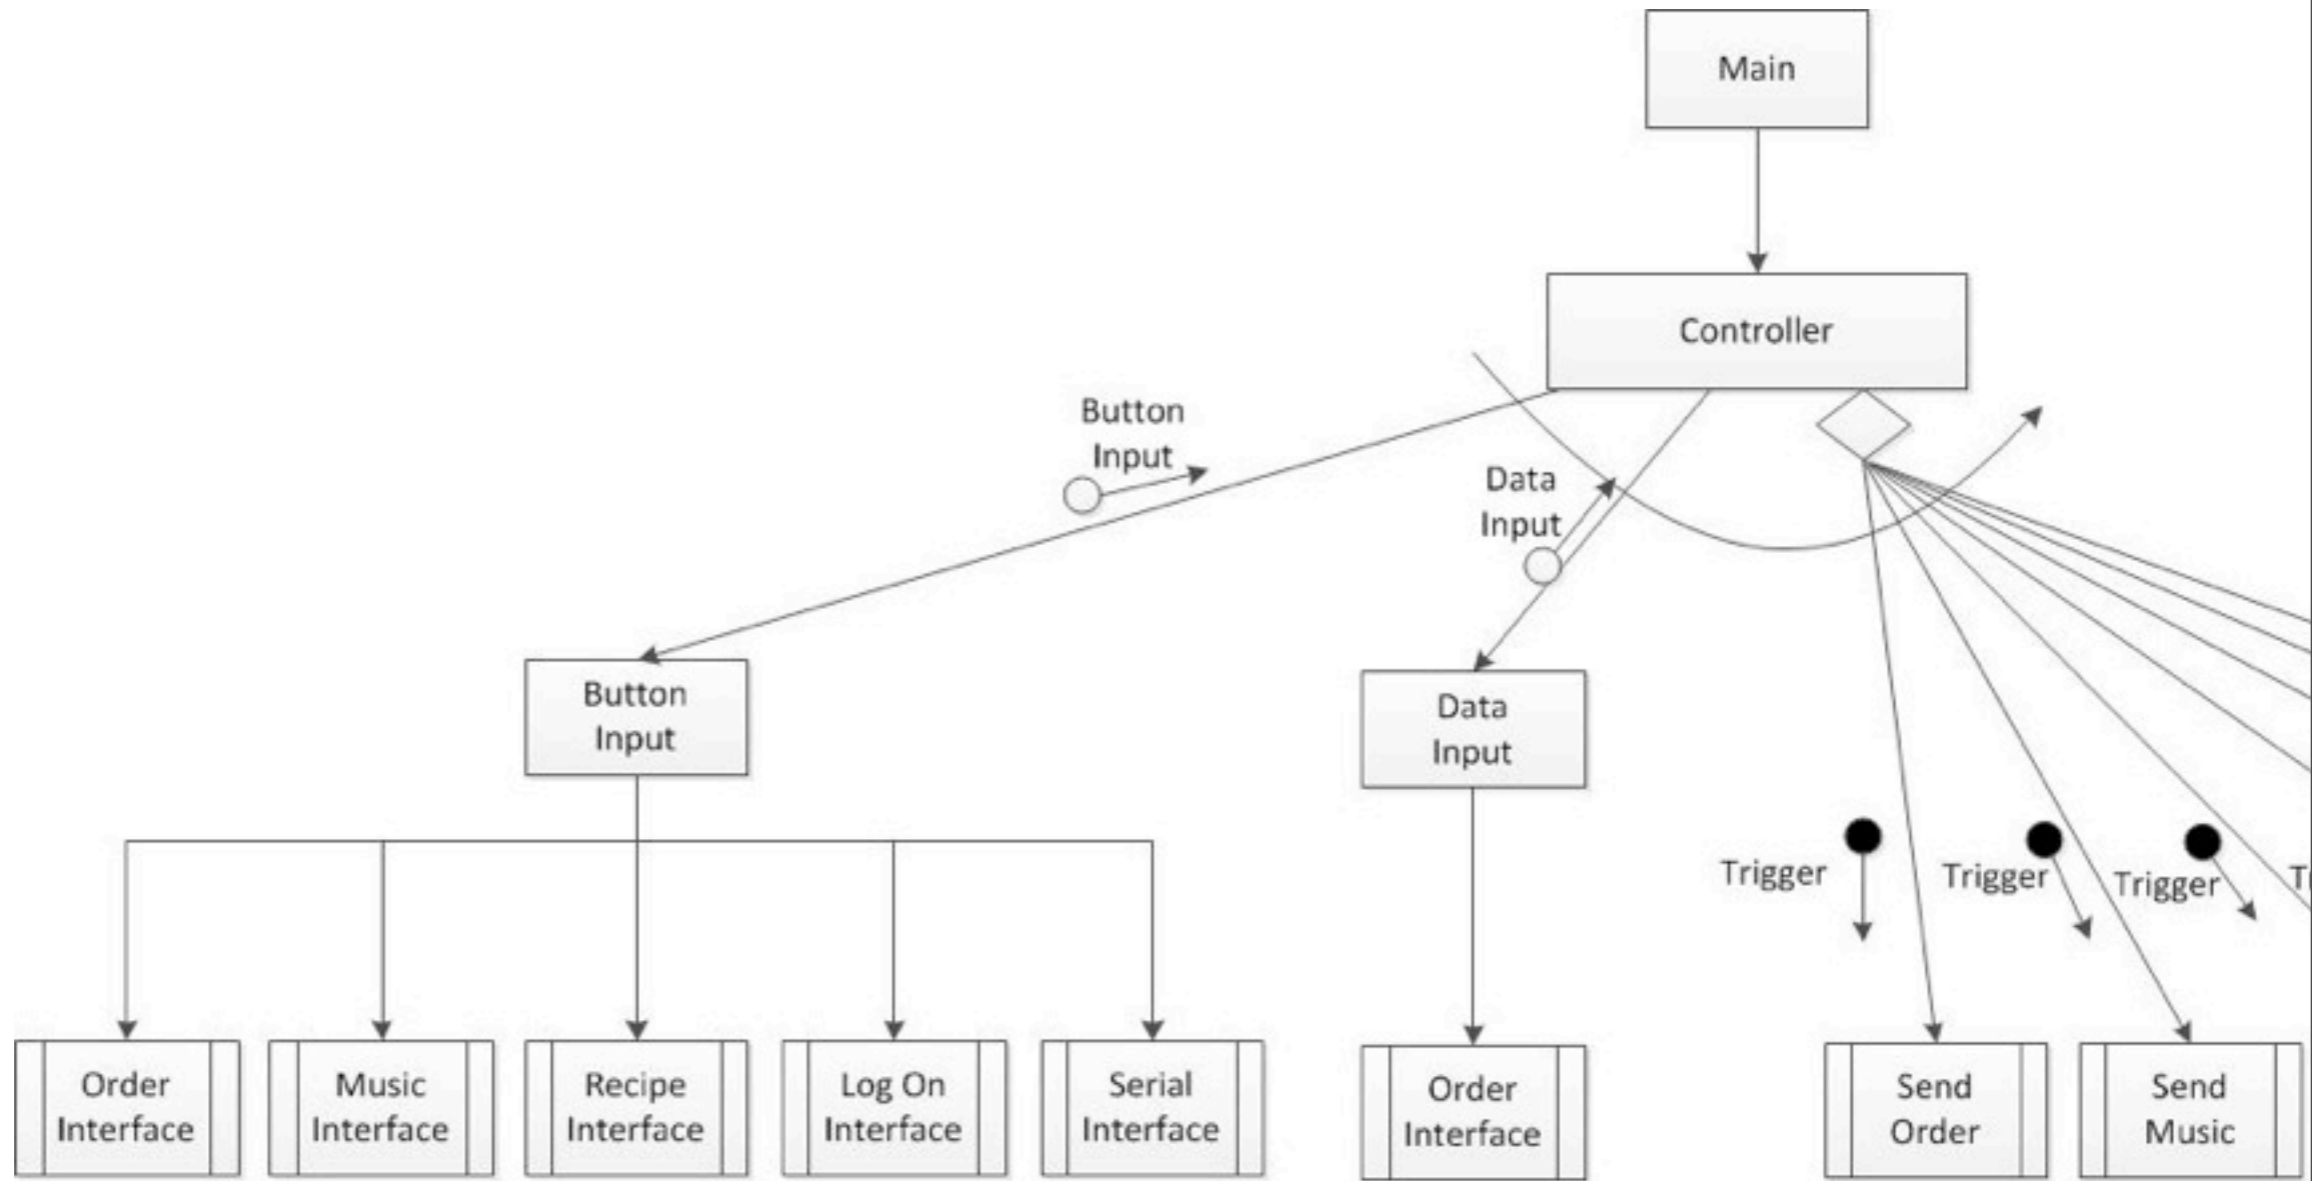 Main
Controller
Button
Input
Data
Input
Button
Input
Data
Input
Trigger
Trigger
Trigger
Order
Interface
Music
Interface
Recipe
Interface
Log On
Interface
Serial
Interface
Order
Interface
Send
Order
Send
Music